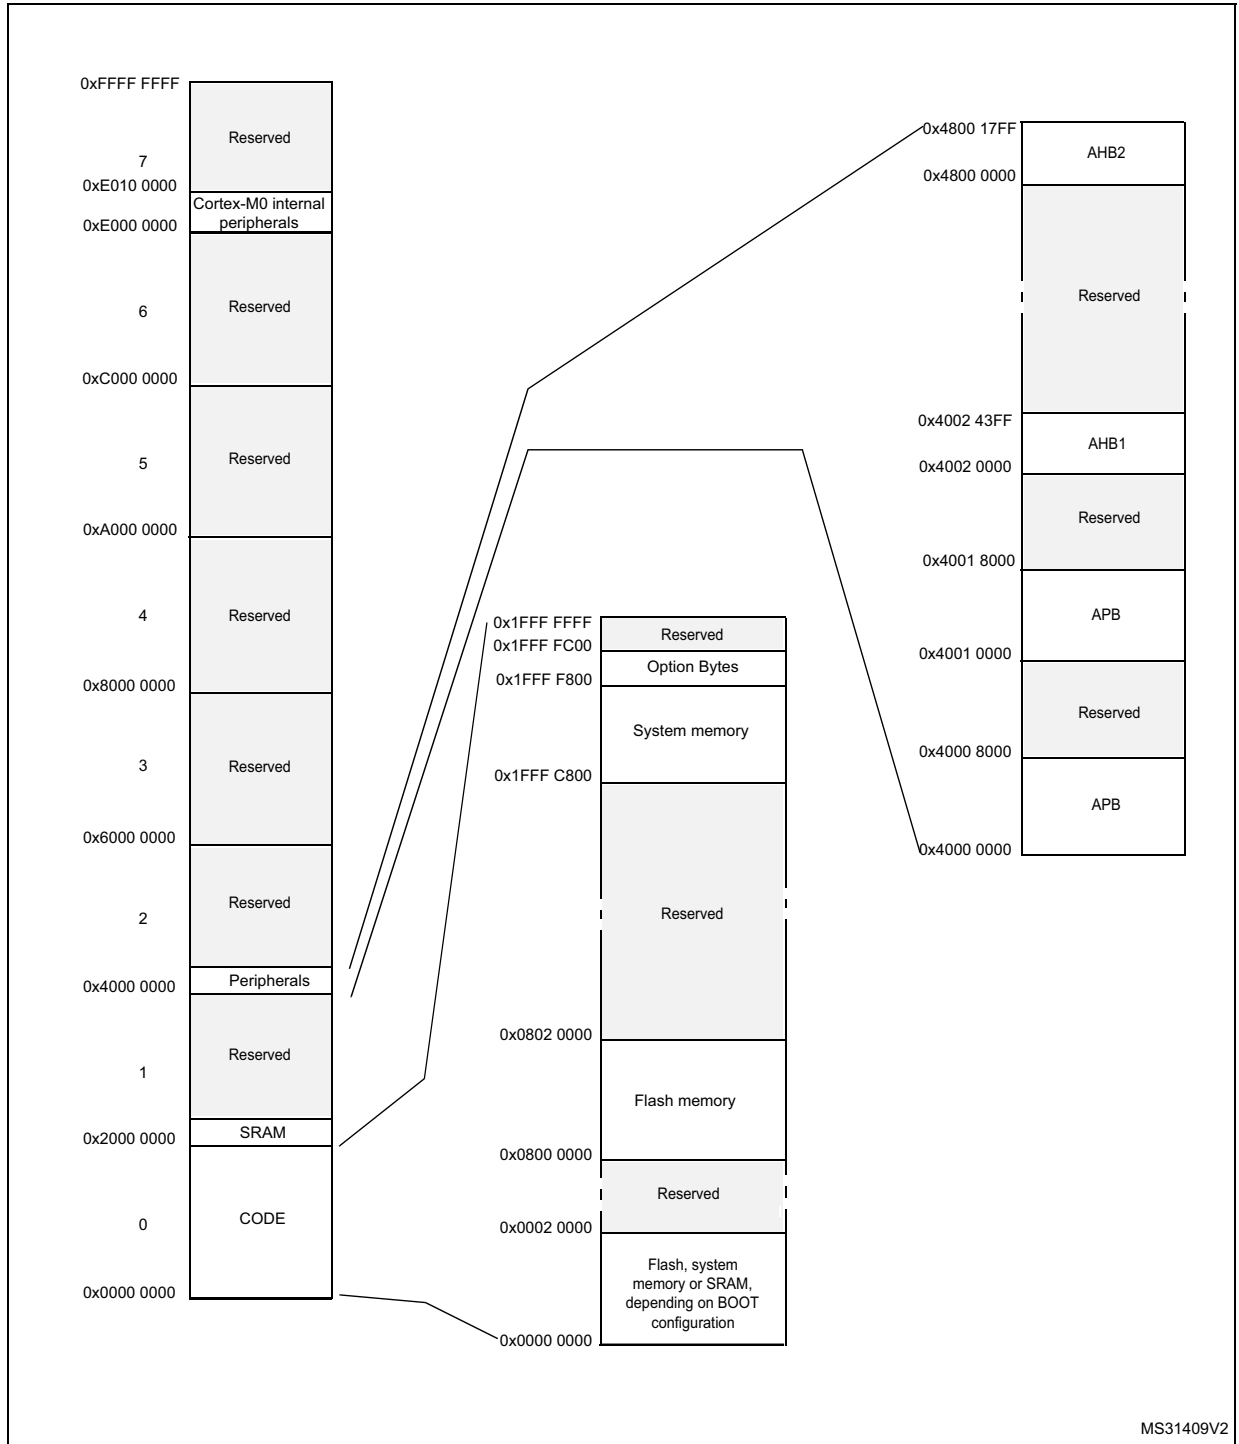 0xFFFF FFFF
Reserved
7
0xE010 0000
Cortex-M0 internal
peripherals
0xE000 0000
Reserved
6
0xC000 0000
Reserved
5
0xA000 0000
Reserved
4
0x8000 0000
Reserved
3
0x6000 0000
Reserved
2
Peripherals
0x4000 0000
Reserved
1
SRAM
0x2000 0000
CODE
0
0x0000 0000
0x1FFF FFFF
Reserved
0x1FFF FC00
Option Bytes
0x1FFF F800
System memory
0x1FFF C800
Reserved
0x0802 0000
Flash memory
0x0800 0000
Reserved
0x0002 0000
Flash, system
memory or SRAM,
depending on BOOT
configuration
0x0000 0000
0x4800 17FF
AHB2
0x4800 0000
Reserved
0x4002 43FF
AHB1
0x4002 0000
Reserved
0x4001 8000
APB
0x4001 0000
Reserved
0x4000 8000
APB
0x4000 0000
MS31409V2